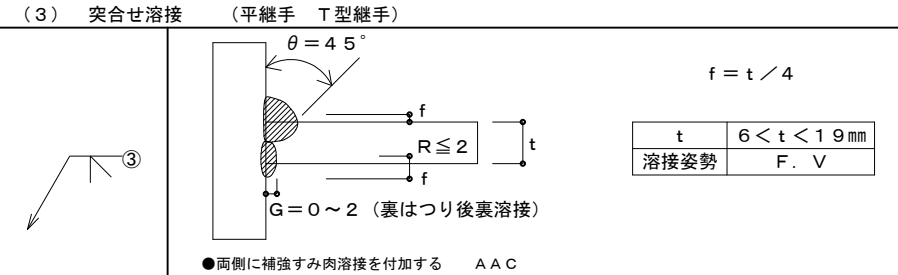 （３）　突合せ溶接　　（平継手　Ｔ型継手）
θ＝４５°
ｆ＝ｔ／４
f
R≦２
t
f
ｔ　６＜ｔ＜１９㎜
溶接姿勢　Ｆ．Ｖ
③
G＝０～２（裏はつり後裏溶接）
●両側に補強すみ肉溶接を付加する　　ＡＡＣ